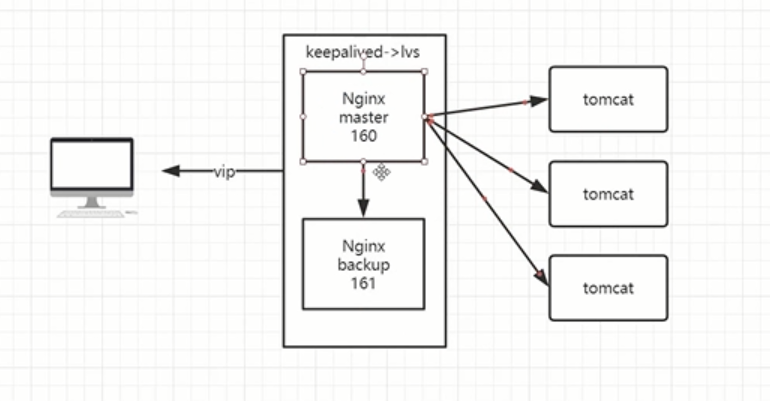 keepalived->lvs
Nginx
master
160
vip
Nginx
backup
161
tomcat
tomcat
tomcat